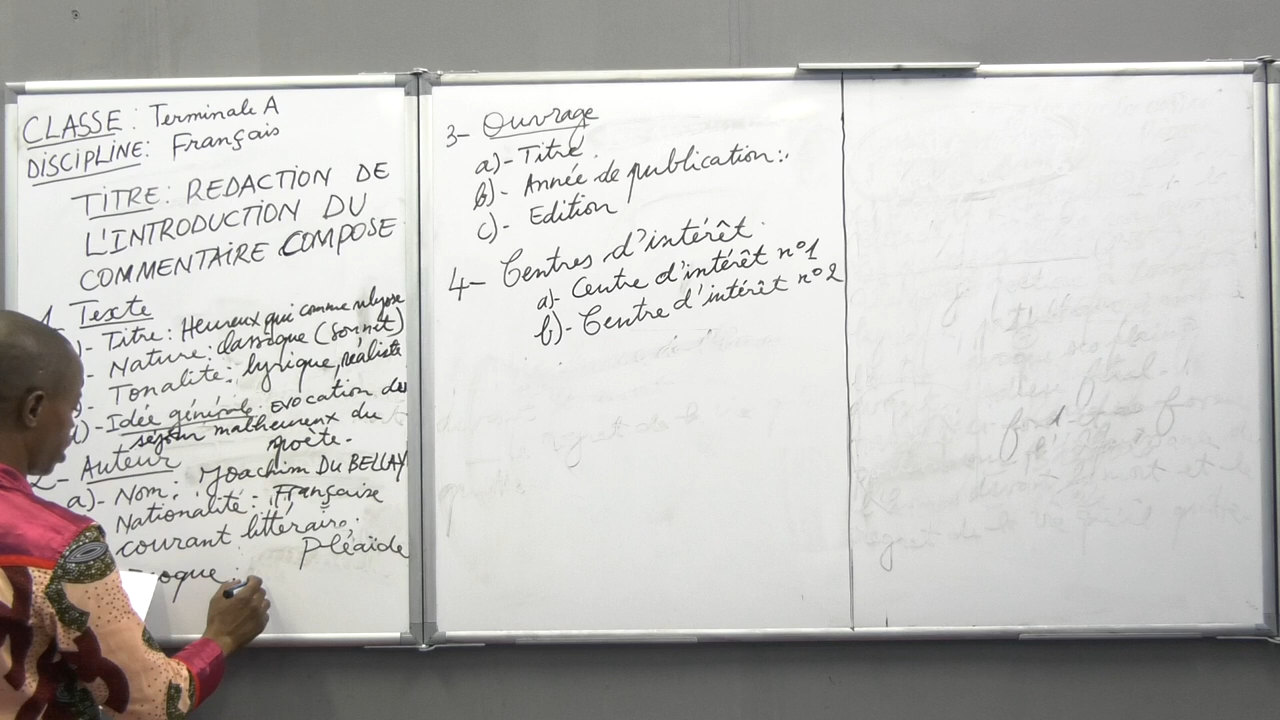 CLASSE : Terminale A
DISCIPLINE : Français
TITRE : REDACTION DE
L'INTRODUCTION DU
COMMENTAIRE COMPOSE
1- Texte
)- Titre : Heureux qui comme ulysse
- Nature : classique (sonnet)
- Tonalité : lyrique, réaliste
d)- Idée générale : evocation du
séjour malheureux du
poète.
2- Auteur
a)- Nom : Joachim DU BELLAY
Nationalité : Française
courant littéraire :
Pléaïde
oque :
3- Ouvrage
a)- Titre :
b)- Année de publication :
c)- Edition
4- Centres d'intérêt
a)- Centre d'intérêt n°1
b)- Centre d'intérêt n°2